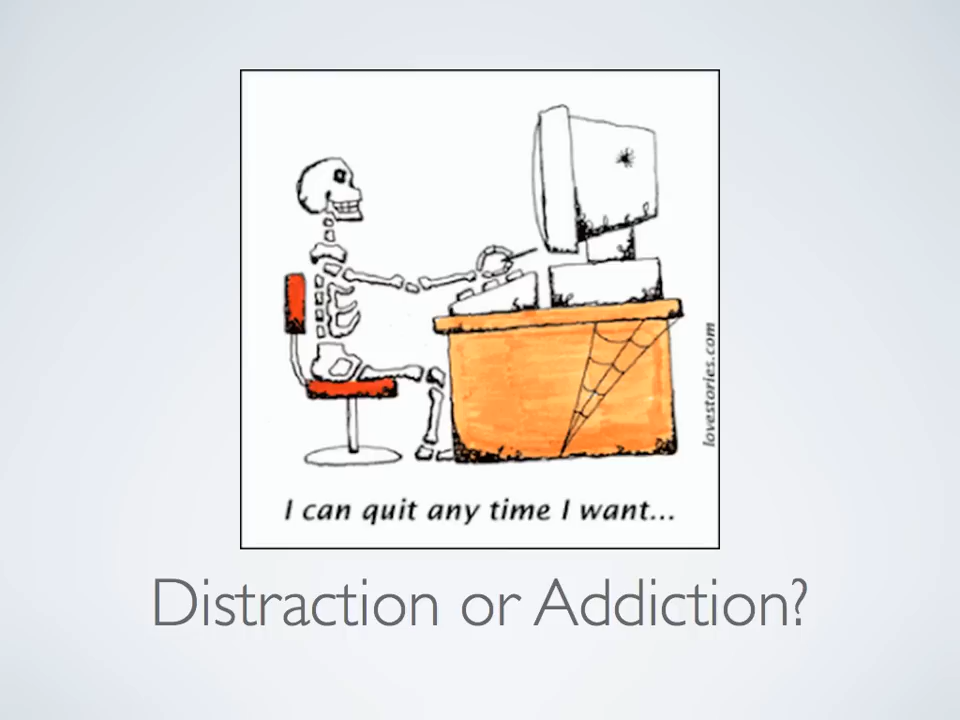 lovestories.com
I can quit any time I want...
Distraction or Addiction?